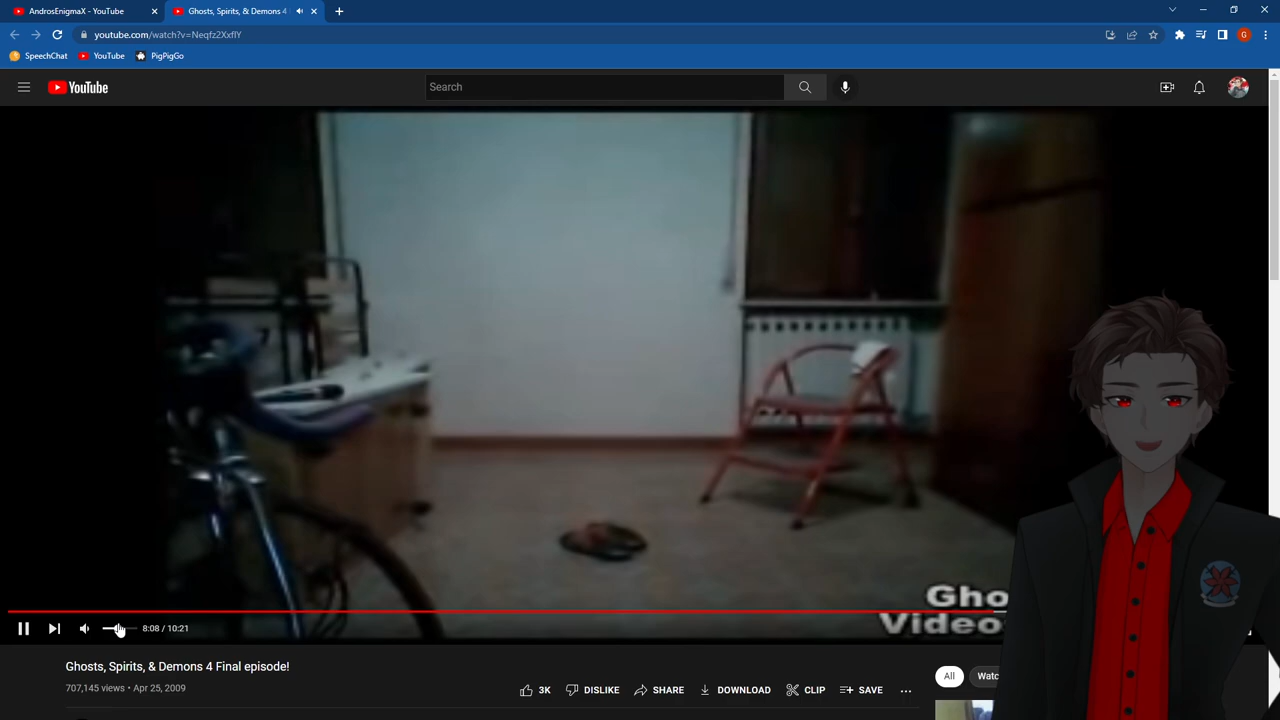 AndrosEnigmaX - YouTube
Ghosts, Spirits, & Demons 4
youtube.com/watch?v=Neqfz2XxflY
G
SpeechChat
YouTube
PigPigGo
YouTube
Search
Gho
Video
8:08 / 10:21
Ghosts, Spirits, & Demons 4 Final episode!
707,145 views • Apr 25, 2009
3K
DISLIKE
SHARE
DOWNLOAD
CLIP
SAVE
All
Watc